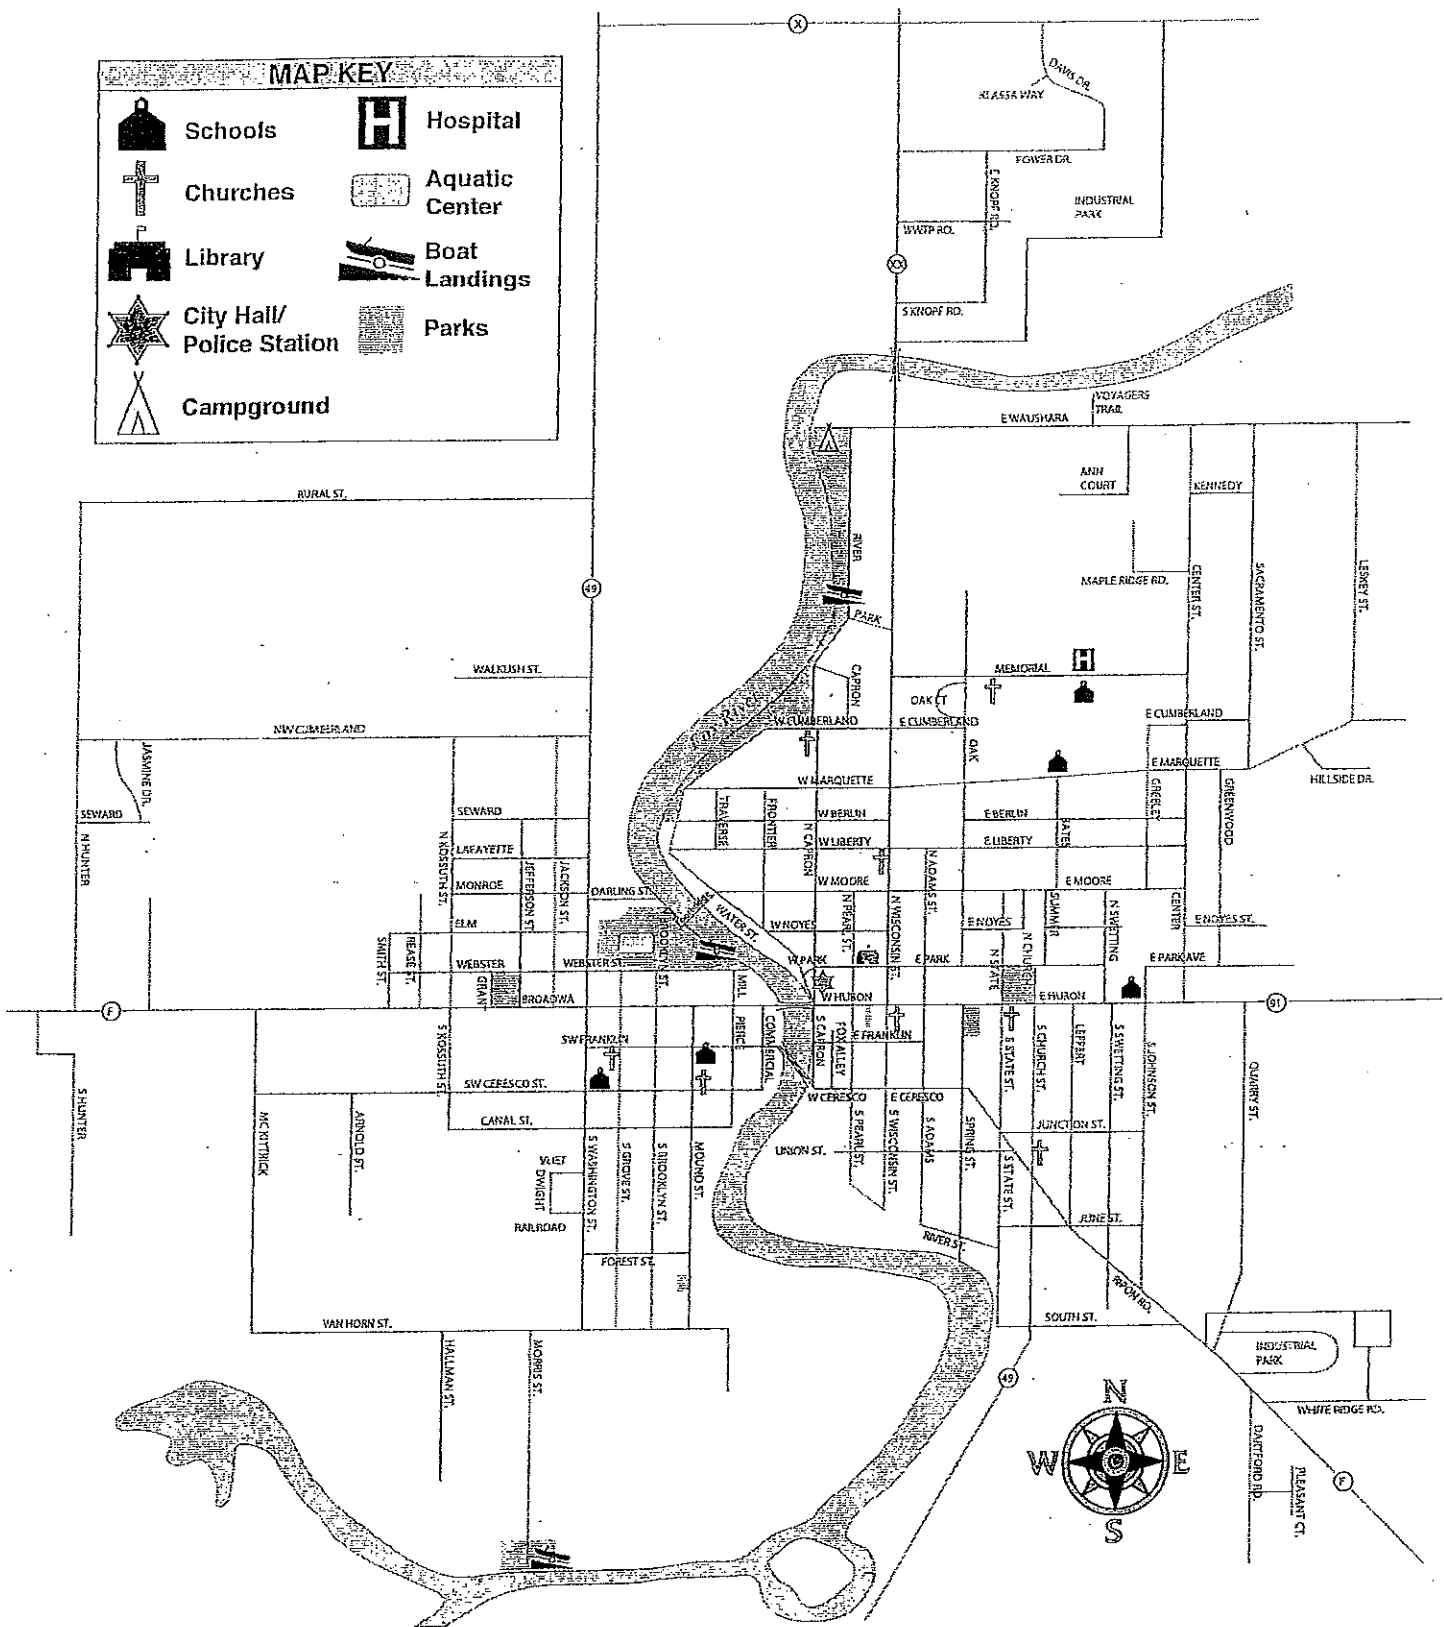 X
MAP KEY
Schools
Hospital
Churches
Aquatic
Center
Library
Boat
Landings
City Hall/
Police Station
Parks
Campground
DAVIS DR.
FOWER DR.
INDUSTRIAL
PARK
S KNOPF RD.
WWTP RD.
XX
S KNOPF RD.
VOYAGERS
TRAIL
E WAUSHARA
ANN
COURT
KENNEDY
RURAL ST.
RIVER
49
MAPLE RIDGE RD.
CENTER ST.
SACRAMENTO ST.
LESKEY ST.
PARK
WALKUSH ST.
MEMORIAL
H
CAPRON
OAK CT
Fox River
W CUMBERLAND
E CUMBERLAND
E CUMBERLAND
NW CUMBERLAND
OAK
JASMINE DR.
W MARQUETTE
E MARQUETTE
HILLSIDE DR.
SEWARD
SEWARD
TRAVERSE
FRONTIER
W BERLIN
E BERLIN
BATES
GREELEY
GREENWOOD
N HUNTER
N KOSSUTH ST.
LAFAYETTE
N CAPRON
W LIBERTY
E LIBERTY
MONROE
JEFFERSON ST
JACKSON ST.
DARLING ST.
W MOORE
N ADAMS ST.
E MOORE
WATER ST.
ELM
N BROOKLYN ST.
W NOYES
N PEARL ST.
N WISCONSIN ST.
E NOYES
SUMMER
N SWETTING
CENTER
E NOYES ST.
SMITH ST.
REASE ST.
WEBSTER
WEBSTER ST.
W PARK
E PARK
N STATE
N CHURCH
E PARK AVE
GRANT
BROADWA
MILL
W HURON
E HURON
F
91
S KOSSUTH ST.
SW FRANKLIN
PIERCE
COMMERCIAL
S CAPRON
FOX ALLEY
E FRANKLIN
S STATE ST.
S CHURCH ST.
LEFFERT
S SWETING ST.
S JOHNSON ST.
QUARRY ST.
SW CERESCO ST.
W CERESCO
E CERESCO
S HUNTER
MC KITTRICK
ARNOLD ST.
CANAL ST.
S PEARL ST.
S WISCONSIN ST.
S ADAMS
SPRING ST.
JUNCTION ST.
UNION ST.
VLIET
DWIGHT
RAILROAD
S WASHINGTON ST.
S GROVE ST.
S BROOKLYN ST.
MOUND ST.
S STATE ST.
JUNE ST.
RIVER ST.
FOREST ST.
RIPON RD.
VAN HORN ST.
SOUTH ST.
HALLMAN ST.
MORRIS ST.
INDUSTRIAL
PARK
49
WHITE RIDGE RD.
DARTFORD RD.
PLEASANT CT.
F
N
W
E
S